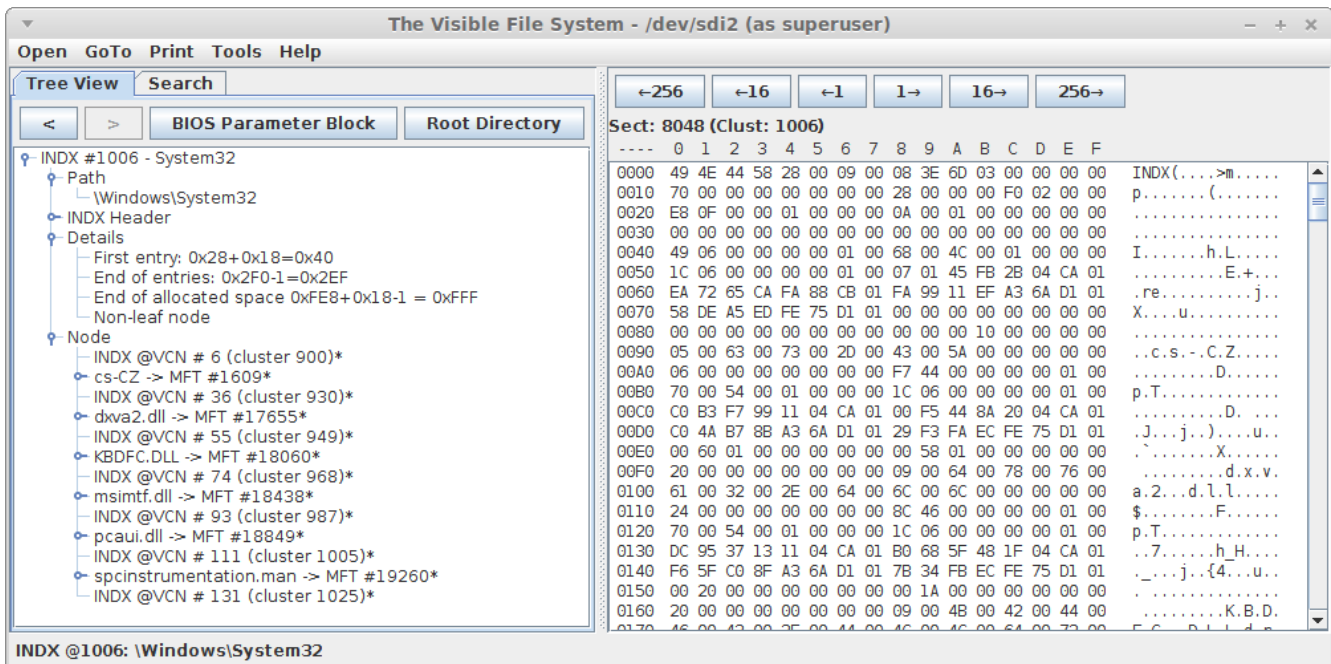 The Visible File System - /dev/sdi2 (as superuser)
Open GoTo Print Tools Help
Tree View Search
< > BIOS Parameter Block Root Directory
INDX #1006 - System32
Path
\Windows\System32
INDX Header
Details
First entry: 0x28+0x18=0x40
End of entries: 0x2F0-1=0x2EF
End of allocated space 0xFE8+0x18-1 = 0xFFF
Non-leaf node
Node
INDX @VCN # 6 (cluster 900)*
cs-CZ -> MFT #1609*
INDX @VCN # 36 (cluster 930)*
dxva2.dll -> MFT #17655*
INDX @VCN # 55 (cluster 949)*
KBDFC.DLL -> MFT #18060*
INDX @VCN # 74 (cluster 968)*
msimtf.dll -> MFT #18438*
INDX @VCN # 93 (cluster 987)*
pcaui.dll -> MFT #18849*
INDX @VCN # 111 (cluster 1005)*
spcinstrumentation.man -> MFT #19260*
INDX @VCN # 131 (cluster 1025)*
←256 ←16 ←1 1→ 16→ 256→
Sect: 8048 (Clust: 1006)
---- 0 1 2 3 4 5 6 7 8 9 A B C D E F
0000 49 4E 44 58 28 00 09 00 08 3E 6D 03 00 00 00 00 INDX(....>m.....
0010 70 00 00 00 00 00 00 00 28 00 00 00 F0 02 00 00 p.......(.......
0020 E8 0F 00 00 01 00 00 00 0A 00 01 00 00 00 00 00 ................
0030 00 00 00 00 00 00 00 00 00 00 00 00 00 00 00 00 ................
0040 49 06 00 00 00 00 01 00 68 00 4C 00 01 00 00 00 I.......h.L.....
0050 1C 06 00 00 00 00 01 00 07 01 45 FB 2B 04 CA 01 ..........E.+...
0060 EA 72 65 CA FA 88 CB 01 FA 99 11 EF A3 6A D1 01 .re..........j..
0070 58 DE A5 ED FE 75 D1 01 00 00 00 00 00 00 00 00 X....u..........
0080 00 00 00 00 00 00 00 00 00 00 00 10 00 00 00 00 ................
0090 05 00 63 00 73 00 2D 00 43 00 5A 00 00 00 00 00 ..c.s.-.C.Z.....
00A0 06 00 00 00 00 00 00 00 F7 44 00 00 00 00 01 00 .........D......
00B0 70 00 54 00 01 00 00 00 1C 06 00 00 00 00 01 00 p.T.............
00C0 C0 B3 F7 99 11 04 CA 01 00 F5 44 8A 20 04 CA 01 ..........D. ...
00D0 C0 4A B7 8B A3 6A D1 01 29 F3 FA EC FE 75 D1 01 .J...j..)....u..
00E0 00 60 01 00 00 00 00 00 00 58 01 00 00 00 00 00 .`.......X......
00F0 20 00 00 00 00 00 00 00 09 00 64 00 78 00 76 00  .........d.x.v.
0100 61 00 32 00 2E 00 64 00 6C 00 6C 00 00 00 00 00 a.2...d.l.l.....
0110 24 00 00 00 00 00 00 00 8C 46 00 00 00 00 01 00 $........F......
0120 70 00 54 00 01 00 00 00 1C 06 00 00 00 00 01 00 p.T.............
0130 DC 95 37 13 11 04 CA 01 B0 68 5F 48 1F 04 CA 01 ..7......h_H....
0140 F6 5F C0 8F A3 6A D1 01 7B 34 FB EC FE 75 D1 01 ._...j..{4...u..
0150 00 20 00 00 00 00 00 00 00 1A 00 00 00 00 00 00 . ..............
0160 20 00 00 00 00 00 00 00 09 00 4B 00 42 00 44 00  .........K.B.D.
INDX @1006: \Windows\System32